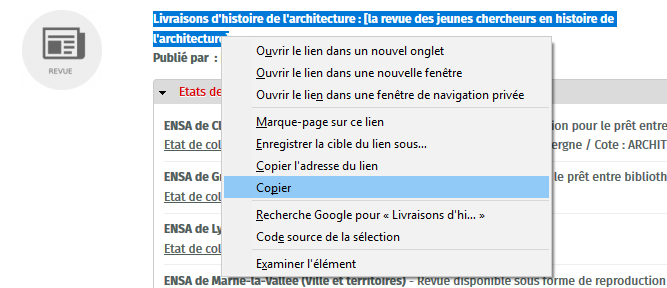 Livraisons d'histoire de l'architecture : [la revue des jeunes chercheurs en histoire de
l'architecture]
Publié par :
REVUE
Ouvrir le lien dans un nouvel onglet
Ouvrir le lien dans une nouvelle fenêtre
Ouvrir le lien dans une fenêtre de navigation privée
Marque-page sur ce lien
Enregistrer la cible du lien sous...
Copier l'adresse du lien
Copier
Recherche Google pour « Livraisons d'hi... »
Code source de la sélection
Examiner l'élément
Etats de
ENSA de Cl pour le prêt entre
Etat de col / Cote : ARCHIT
ENSA de Gr le prêt entre biblioth
Etat de col
ENSA de Ly
Etat de col
ENSA de Marne-la-Vallée (Ville et territoires) - Revue disponible sous forme de reproduction